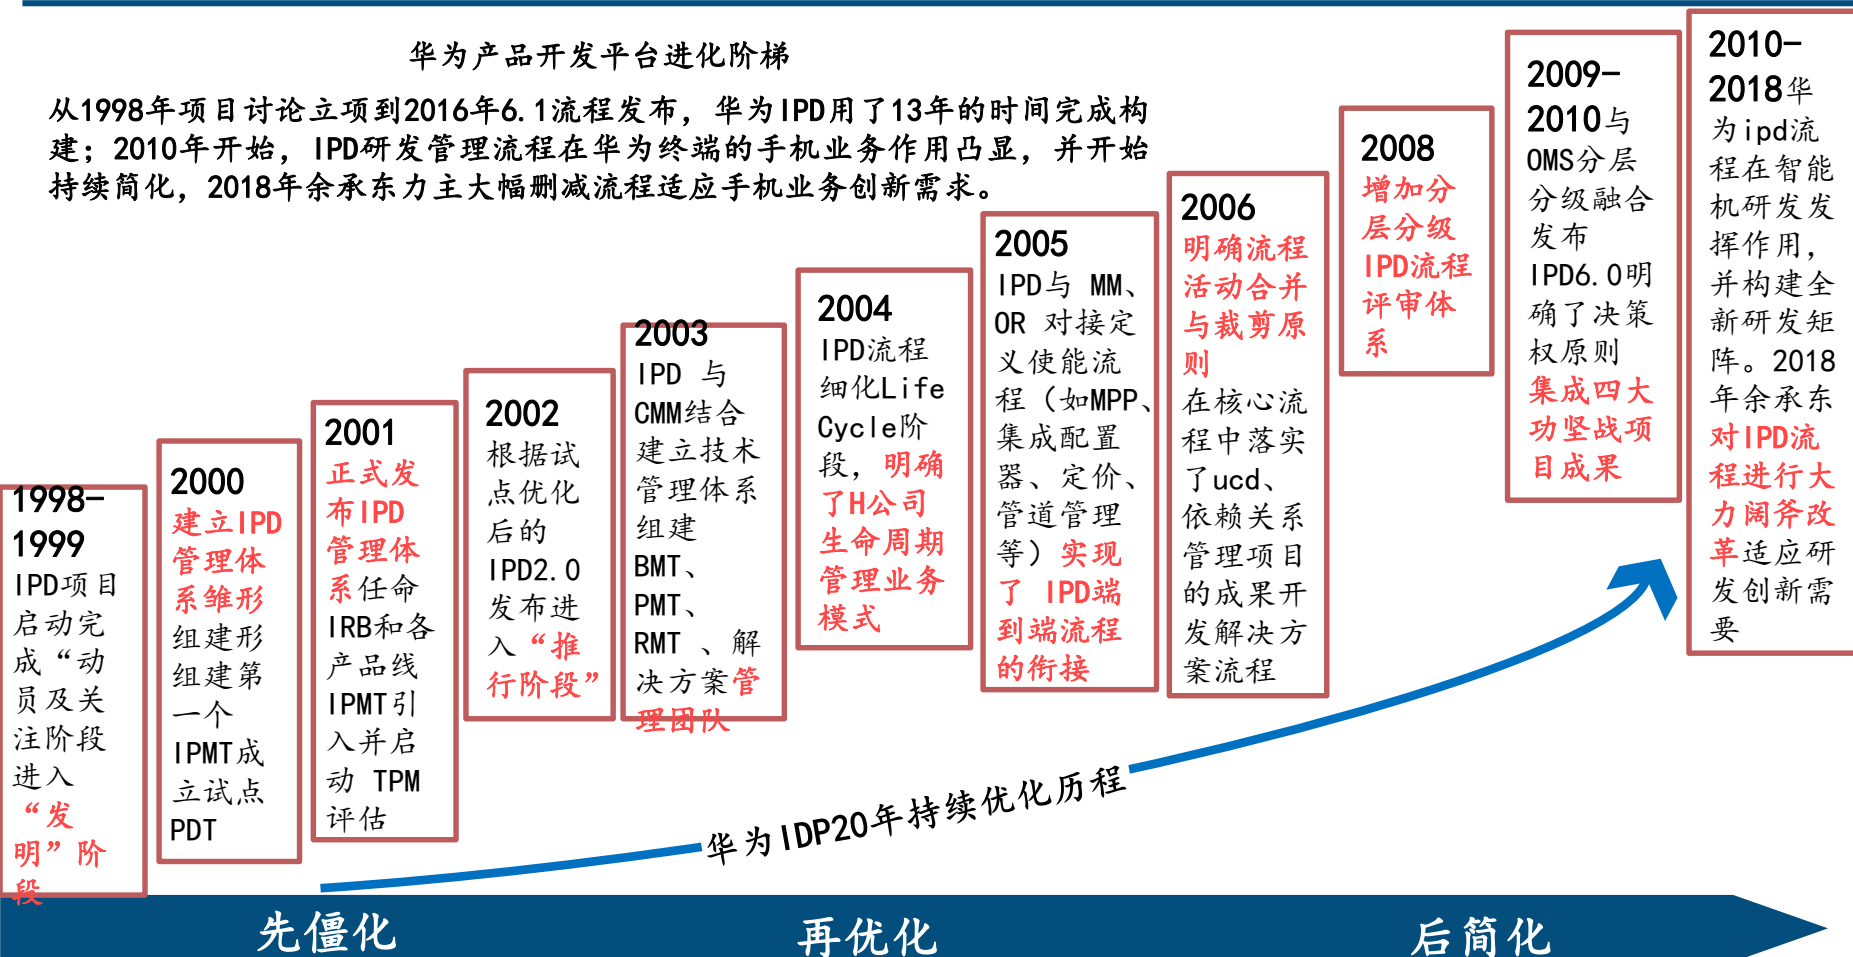 华为产品开发平台进化阶梯
从1998年项目讨论立项到2016年6.1流程发布，华为IPD用了13年的时间完成构
建；2010年开始，IPD研发管理流程在华为终端的手机业务作用凸显，并开始
持续简化，2018年余承东力主大幅删减流程适应手机业务创新需求。
1998-
1999
IPD项目
启动完
成“动
员及关
注阶段
进入
“发
明”阶
段
2000
建立IPD
管理体
系雏形
组建形
组建第
一个
IPMT成
立试点
PDT
2001
正式发
布IPD
管理体
系任命
IRB和各
产品线
IPMT引
入并启
动 TPM
评估
2002
根据试
点优化
后的
IPD2.0
发布进
入“推
行阶段”
2003
IPD 与
CMM结合
建立技术
管理体系
组建
BMT、
PMT、
RMT 、解
决方案管
理团队
2004
IPD流程
细化Life
Cycle阶
段，明确
了H公司
生命周期
管理业务
模式
2005
IPD与 MM、
OR 对接定
义使能流
程（如MPP、
集成配置
器、定价、
管道管理
等）实现
了 IPD端
到端流程
的衔接
2006
明确流程
活动合并
与裁剪原
则
在核心流
程中落实
了ucd、
依赖关系
管理项目
的成果开
发解决方
案流程
2008
增加分
层分级
IPD流程
评审体
系
2009-
2010与
OMS分层
分级融合
发布
IPD6.0明
确了决策
权原则
集成四大
功坚战项
目成果
2010-
2018华
为ipd流
程在智能
机研发发
挥作用，
并构建全
新研发矩
阵。2018
年余承东
对IPD流
程进行大
力阔斧改
革适应研
发创新需
要
华为IDP20年持续优化历程
先僵化
再优化
后简化